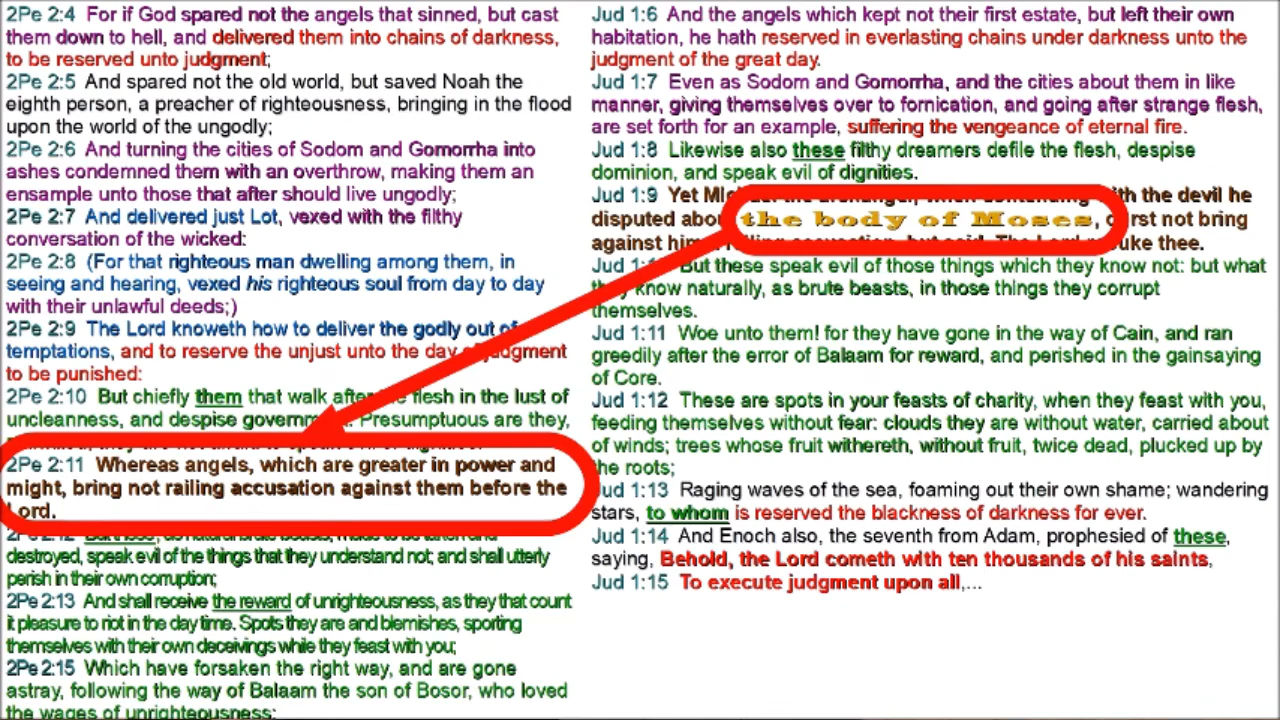 2Pe 2:4 For if God spared not the angels that sinned, but cast
them down to hell, and delivered them into chains of darkness,
to be reserved unto judgment;
2Pe 2:5 And spared not the old world, but saved Noah the
eighth person, a preacher of righteousness, bringing in the flood
upon the world of the ungodly;
2Pe 2:6 And turning the cities of Sodom and Gomorrha into
ashes condemned them with an overthrow, making them an
ensample unto those that after should live ungodly;
2Pe 2:7 And delivered just Lot, vexed with the filthy
conversation of the wicked:
2Pe 2:8 (For that righteous man dwelling among them, in
seeing and hearing, vexed his righteous soul from day to day
with their unlawful deeds;)
2Pe 2:9 The Lord knoweth how to deliver the godly out of
temptations, and to reserve the unjust unto the day of judgment
to be punished:
2Pe 2:10 But chiefly them that walk after the flesh in the lust of
uncleanness, and despise government. Presumptuous are they,
2Pe 2:11 Whereas angels, which are greater in power and
might, bring not railing accusation against them before the
Lord.
destroyed, speak evil of the things that they understand not; and shall utterly
perish in their own corruption;
2Pe 2:13 And shall receive the reward of unrighteousness, as they that count
it pleasure to riot in the day time. Spots they are and blemishes, sporting
themselves with their own deceivings while they feast with you;
2Pe 2:15 Which have forsaken the right way, and are gone
astray, following the way of Balaam the son of Bosor, who loved
the wages of unrighteousness;
Jud 1:6 And the angels which kept not their first estate, but left their own
habitation, he hath reserved in everlasting chains under darkness unto the
judgment of the great day.
Jud 1:7 Even as Sodom and Gomorrha, and the cities about them in like
manner, giving themselves over to fornication, and going after strange flesh,
are set forth for an example, suffering the vengeance of eternal fire.
Jud 1:8 Likewise also these filthy dreamers defile the flesh, despise
dominion, and speak evil of dignities.
Jud 1:9 Yet the devil he
disputed about the body of Moses, durst not bring
against him
But these speak evil of those things which they know not: but what
they know naturally, as brute beasts, in those things they corrupt
themselves.
Jud 1:11 Woe unto them! for they have gone in the way of Cain, and ran
greedily after the error of Balaam for reward, and perished in the gainsaying
of Core.
Jud 1:12 These are spots in your feasts of charity, when they feast with you,
feeding themselves without fear: clouds they are without water, carried about
of winds; trees whose fruit withereth, without fruit, twice dead, plucked up by
the roots;
Jud 1:13 Raging waves of the sea, foaming out their own shame; wandering
stars, to whom is reserved the blackness of darkness for ever.
Jud 1:14 And Enoch also, the seventh from Adam, prophesied of these,
saying, Behold, the Lord cometh with ten thousands of his saints,
Jud 1:15 To execute judgment upon all,...